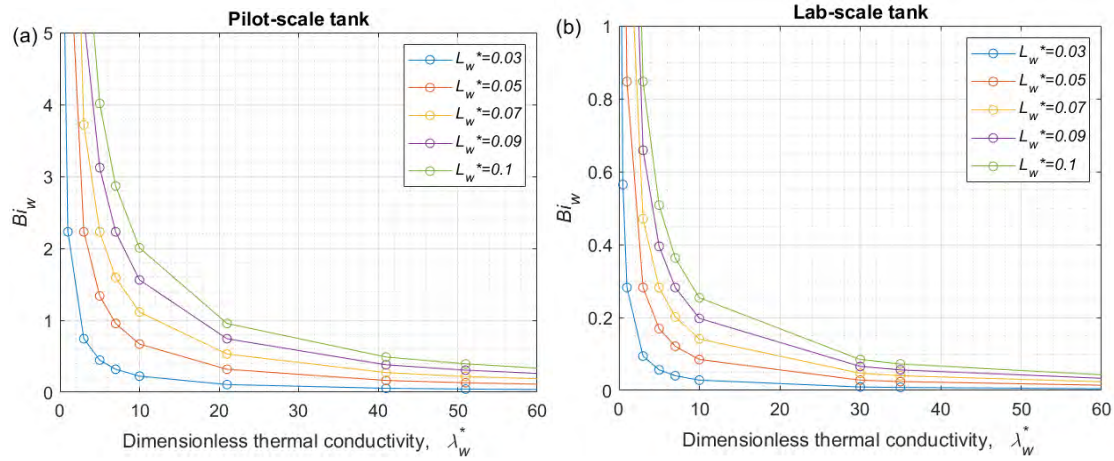 Pilot-scale tank
(a)
5
4
3
2
1
0
Bi_w
0 10 20 30 40 50 60
Dimensionless thermal conductivity, λ_w^*
L_w*=0.03
L_w*=0.05
L_w*=0.07
L_w*=0.09
L_w*=0.1
Lab-scale tank
(b)
1
0.8
0.6
0.4
0.2
0
Bi_w
0 10 20 30 40 50 60
Dimensionless thermal conductivity, λ_w^*
L_w*=0.03
L_w*=0.05
L_w*=0.07
L_w*=0.09
L_w*=0.1